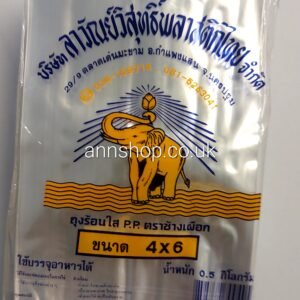 บริษัท ลาวัณย์วิสุทธิ์พลาสติกไทย จำกัด
29/9 ตลาดเด่นมะขาม อ.กำแพงแสน จ.นครปฐม
annshop.co.uk
ถุงร้อนใส P.P. ตราช้างเผือก
ขนาด 4 X 6
ใช้บรรจุอาหารได้
น้ำหนัก 0.5 กิโลกรัม